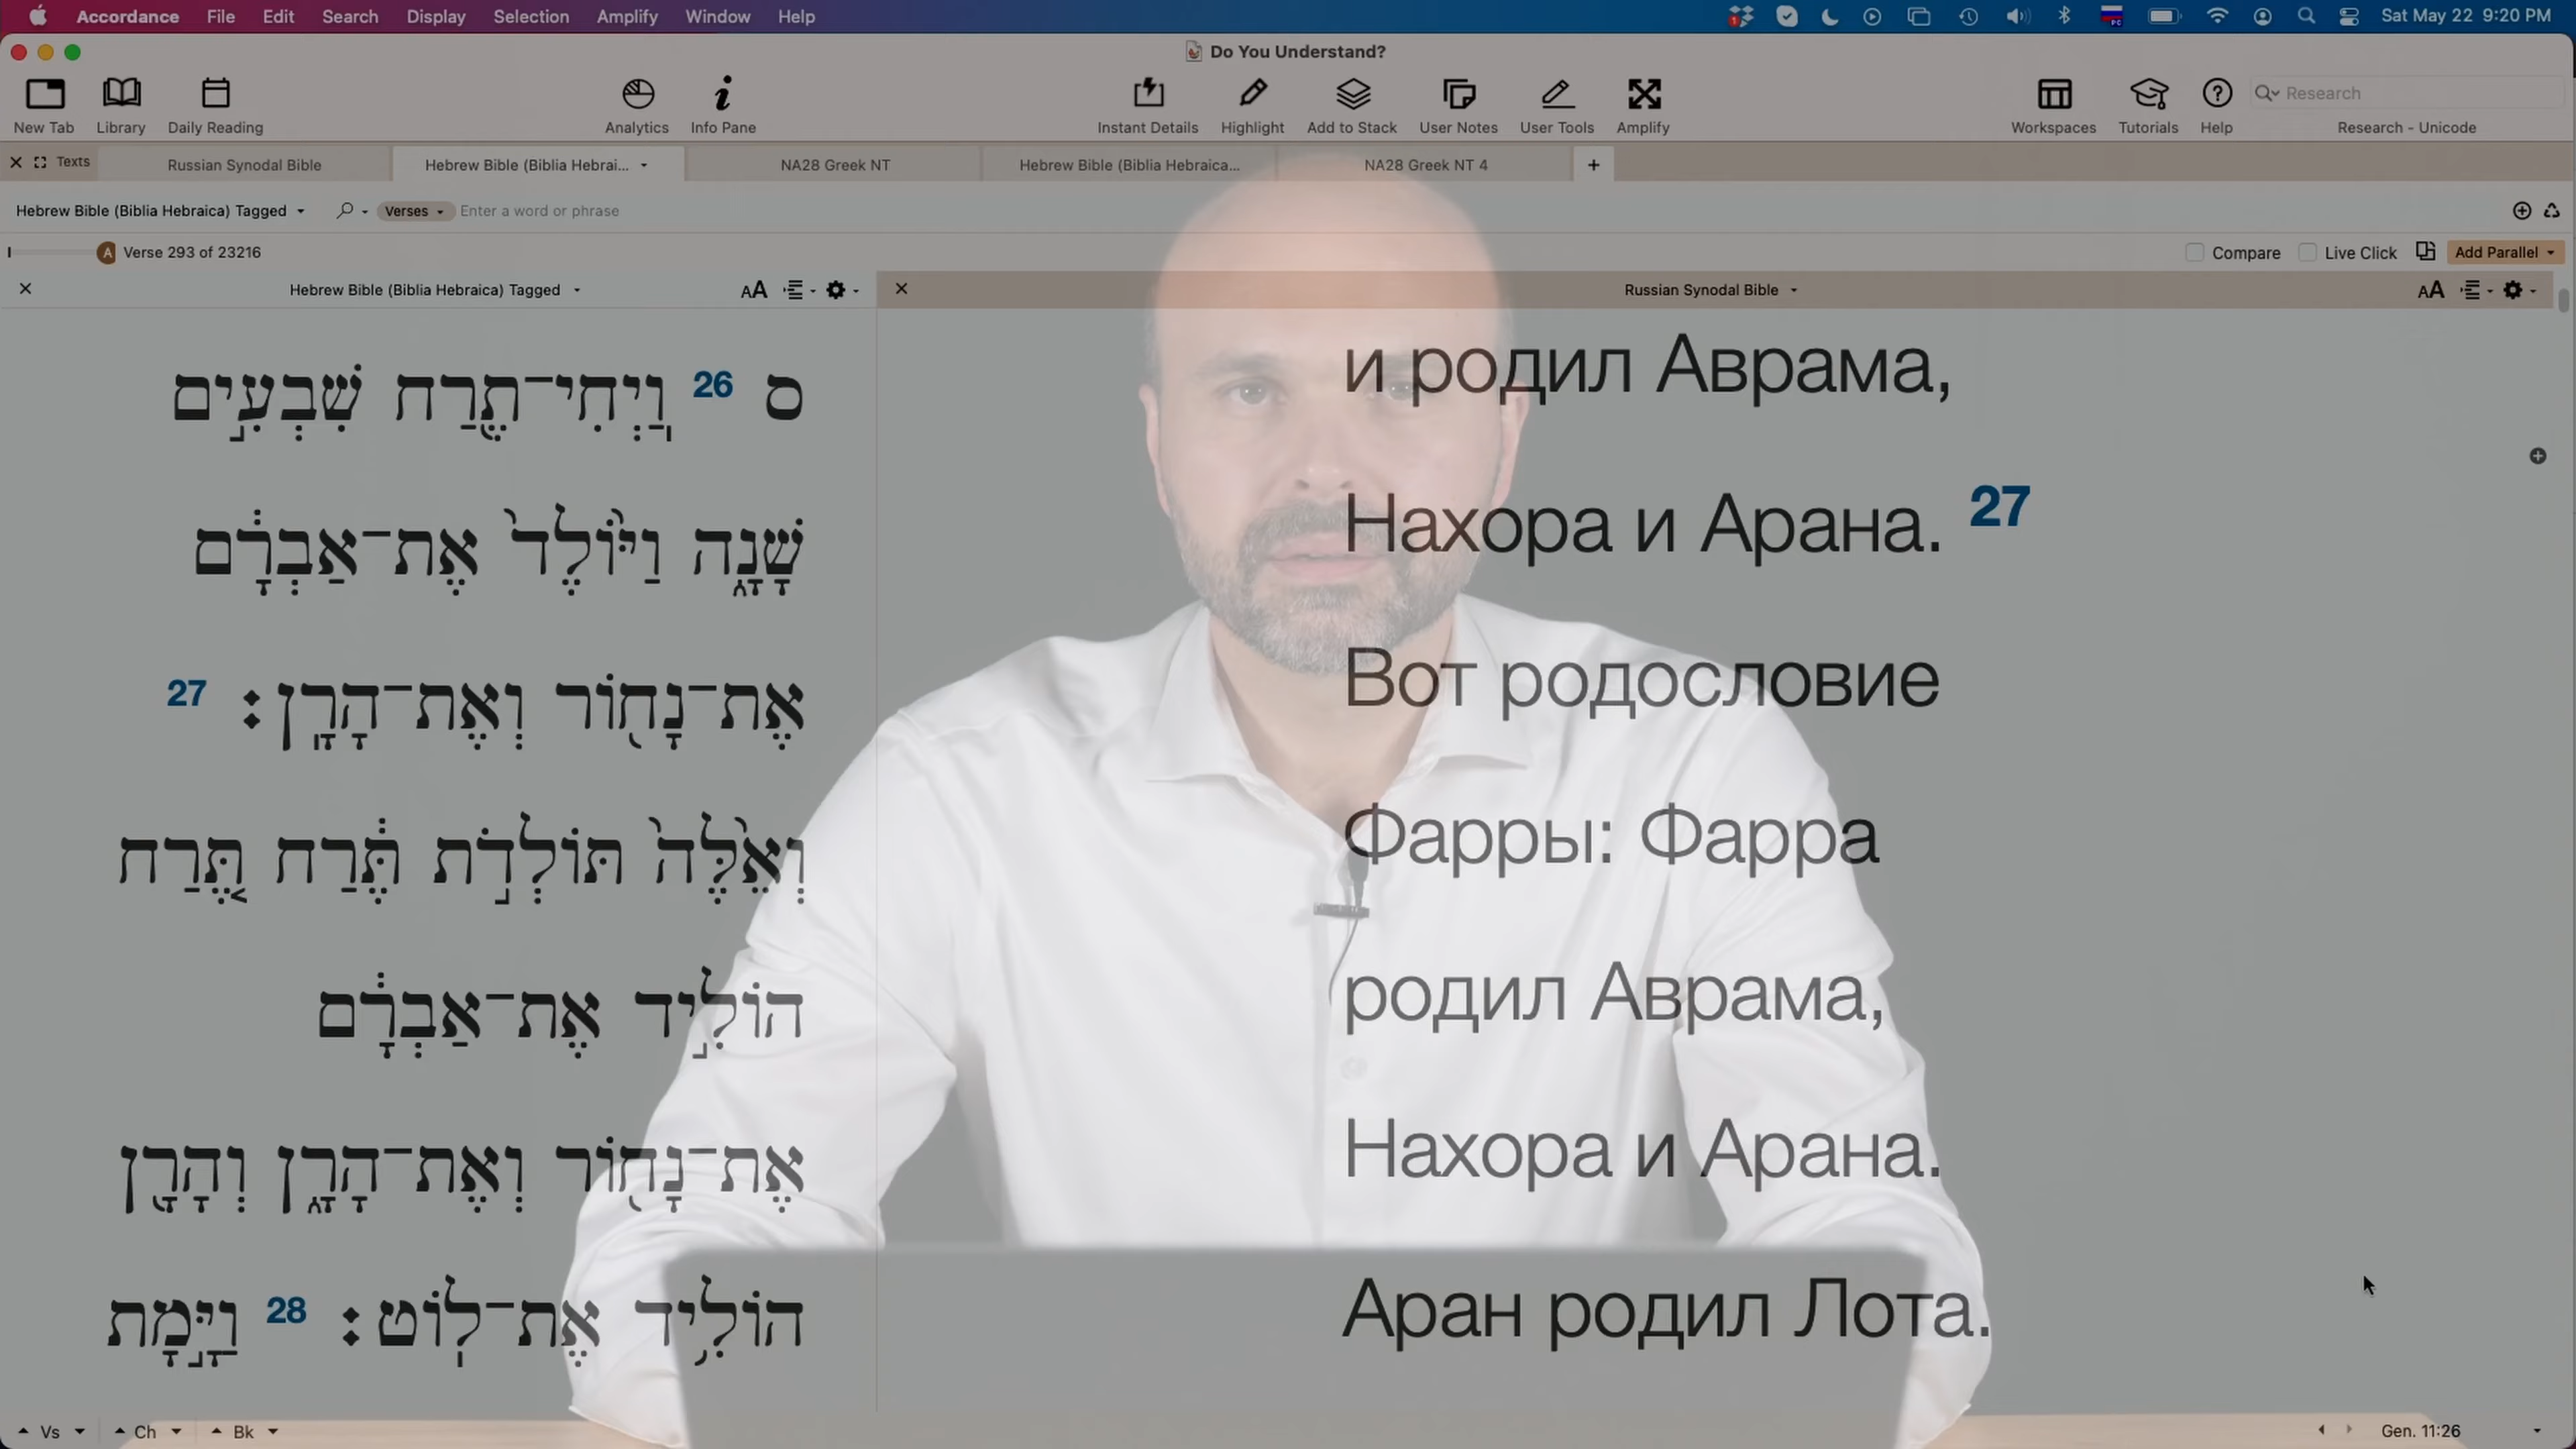 Accordance File Edit Search Display Selection Amplify Window Help Sat May 22 9:20 PM
Do You Understand?
New Tab Library Daily Reading Analytics Info Pane Instant Details Highlight Add to Stack User Notes User Tools Amplify Workspaces Tutorials Help Research
Research - Unicode
Texts Russian Synodal Bible Hebrew Bible (Biblia Hebrai... NA28 Greek NT Hebrew Bible (Biblia Hebraica... NA28 Greek NT 4 +
Hebrew Bible (Biblia Hebraica) Tagged Verses Enter a word or phrase
A Verse 293 of 23216 Compare Live Click Add Parallel
Hebrew Bible (Biblia Hebraica) Tagged
ס 26 וַֽיְחִי־תֶ֖רַח שִׁבְעִ֣ים
שָׁנָ֑ה וַיּ֙וֹלֶד֙ אֶת־אַבְרָ֔ם
אֶת־נָח֖וֹר וְאֶת־הָרָֽן׃ 27
וְאֵ֙לֶּה֙ תּוֹלְדֹ֣ת תֶּ֔רַח תֶּ֚רַח
הוֹלִ֣יד אֶת־אַבְרָ֔ם
אֶת־נָח֖וֹר וְאֶת־הָרָ֑ן וְהָרָ֖ן
הוֹלִ֥יד אֶת־לֽוֹט׃ 28 וַיָּ֣מָת
Russian Synodal Bible
и родил Аврама,
Нахора и Арана. 27
Вот родословие
Фарры: Фарра
родил Аврама,
Нахора и Арана.
Аран родил Лота.
Vs Ch Bk Gen. 11:26